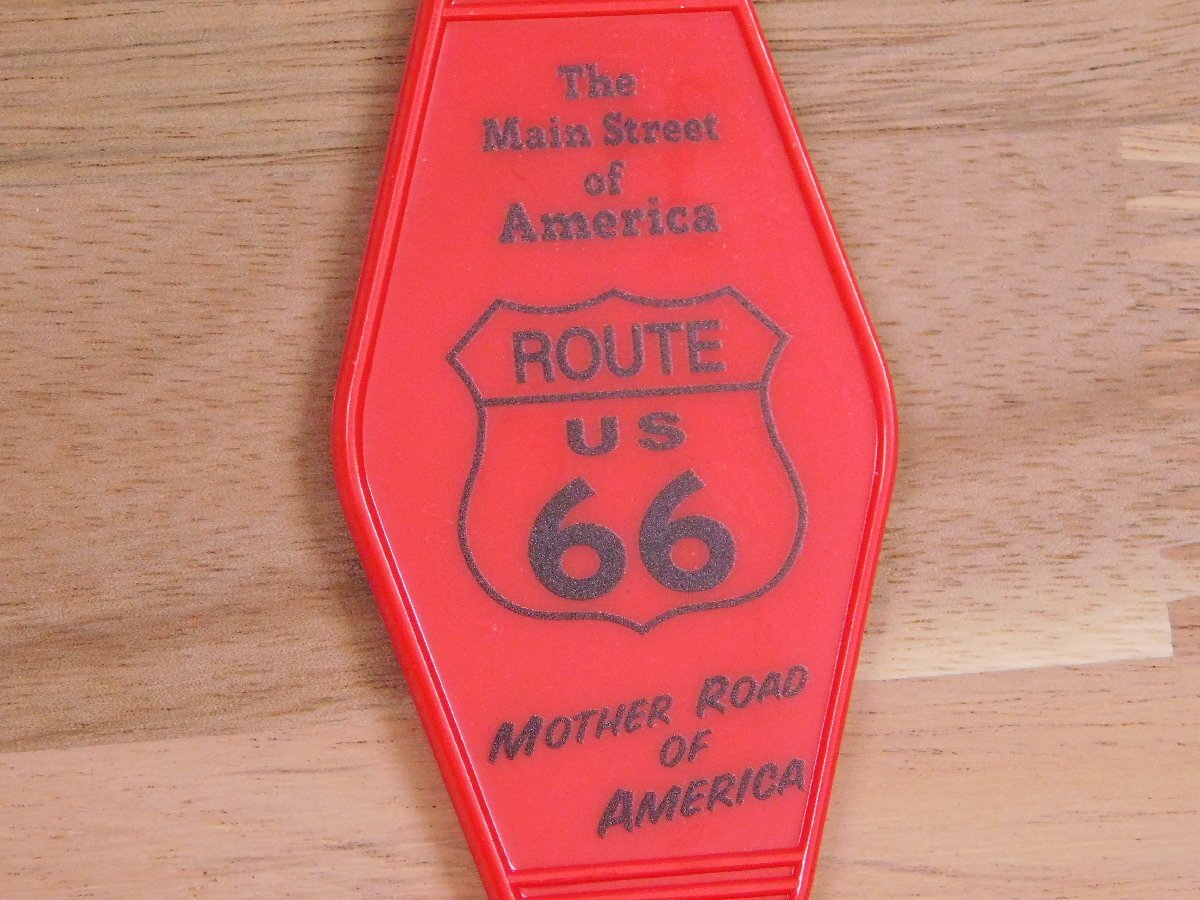 The
Main Street
of
America
ROUTE
US
66
MOTHER ROAD
OF
AMERICA